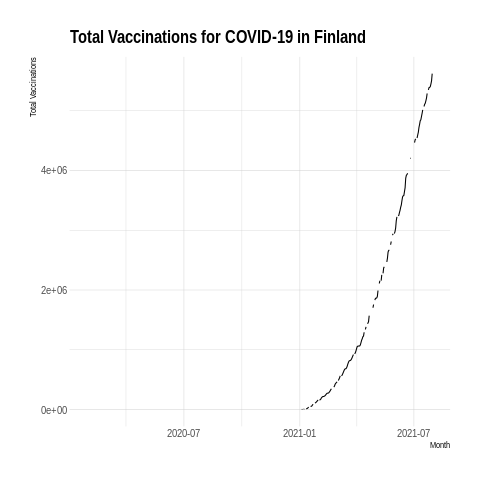 Total Vaccinations for COVID-19 in Finland
Total Vaccinations
4e+06
2e+06
0e+00
2020-07 2021-01 2021-07
Month